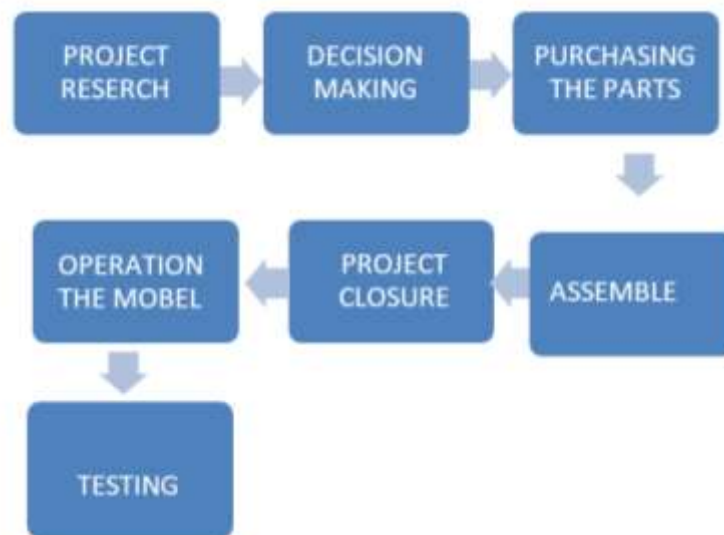 PROJECT
RESERCH
DECISION
MAKING
PURCHASING
THE PARTS
ASSEMBLE
PROJECT
CLOSURE
OPERATION
THE MOBEL
TESTING